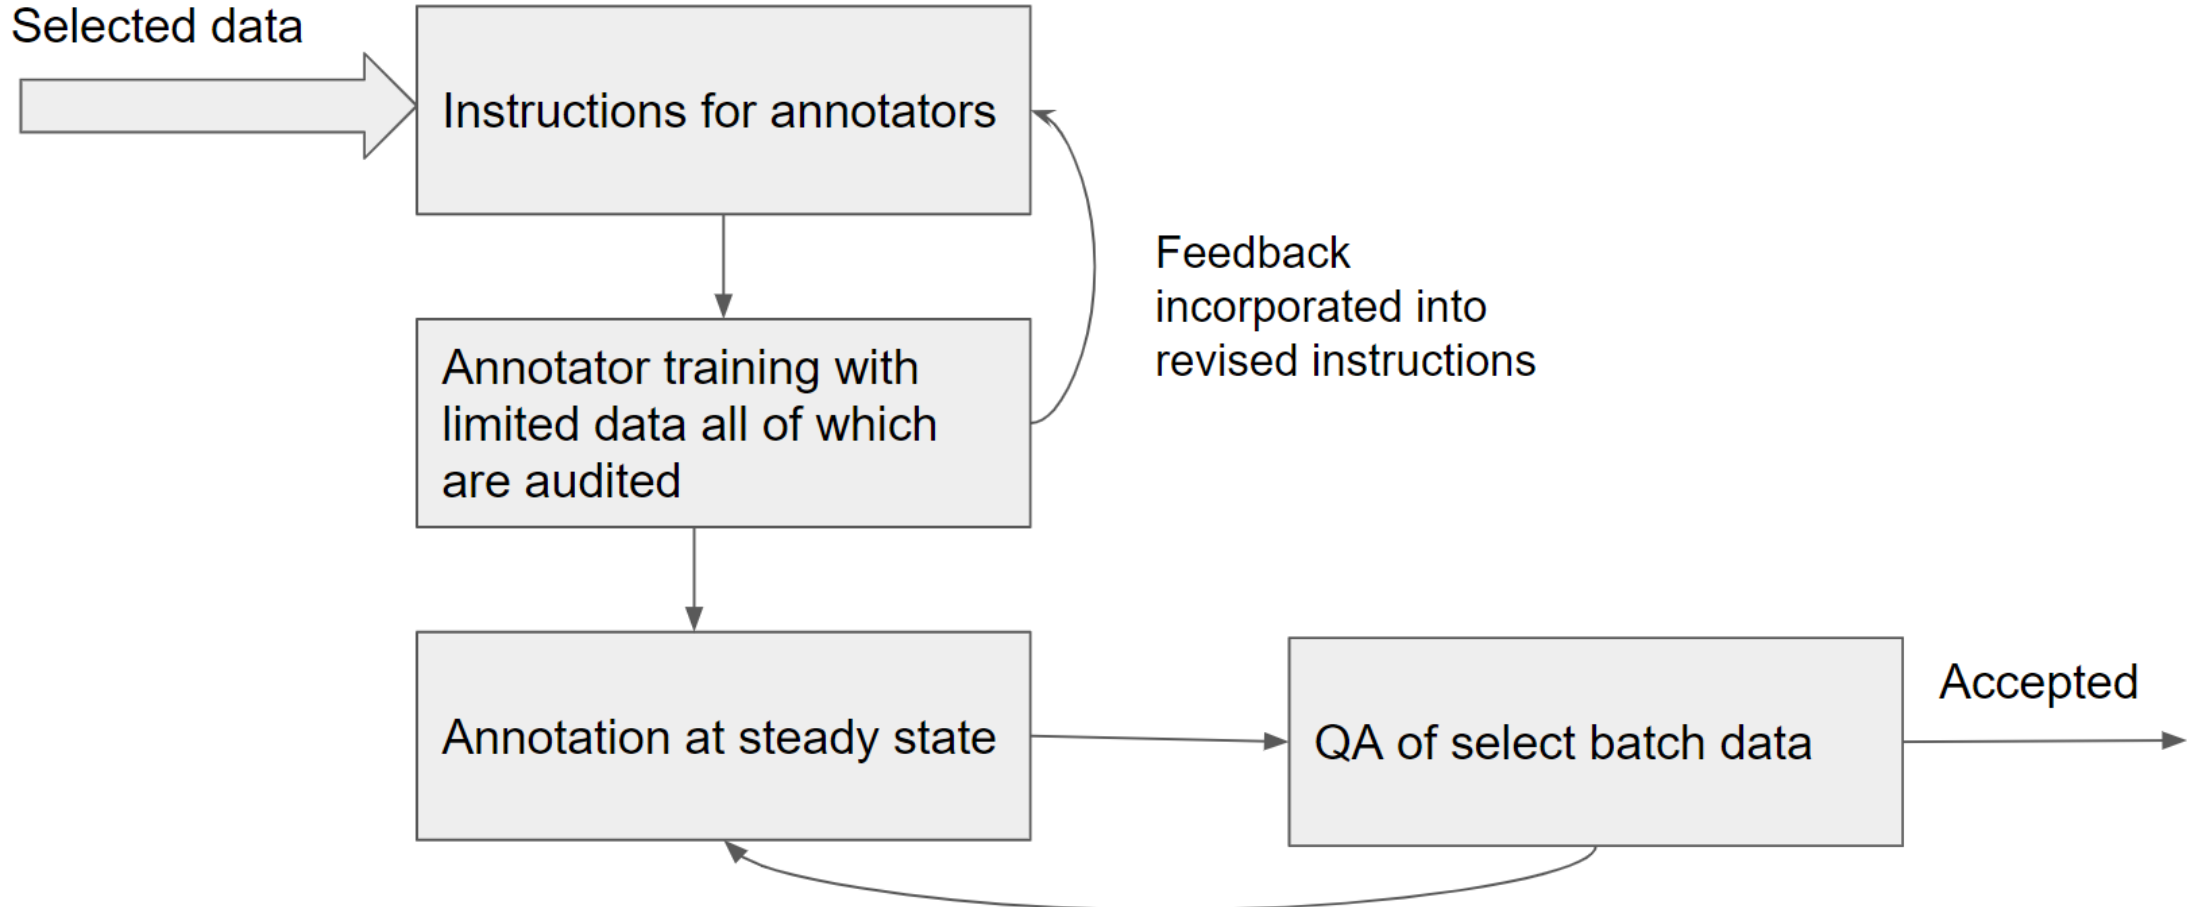 Selected data
Instructions for annotators
Feedback
incorporated into
revised instructions
Annotator training with
limited data all of which
are audited
Annotation at steady state
QA of select batch data
Accepted